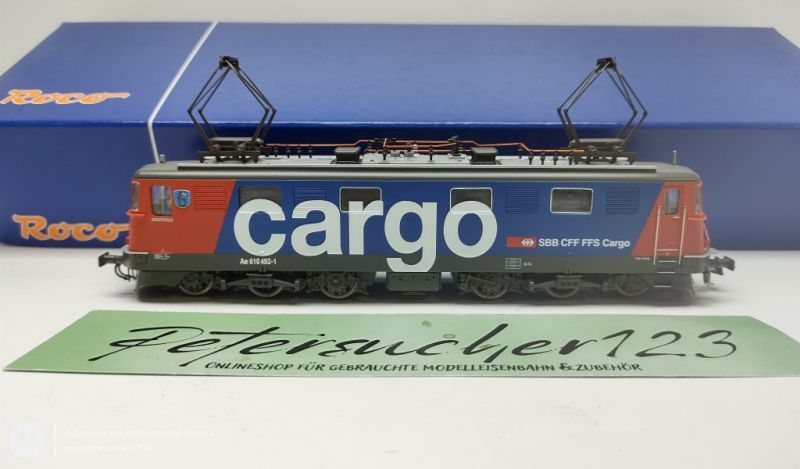 Roco
Roco
cargo
SBB CFF FFS Cargo
Ae 610 492-1
Petersucher123
ONLINESHOP FÜR GEBRAUCHTE MODELLEISENBAHN & ZUBEHÖR